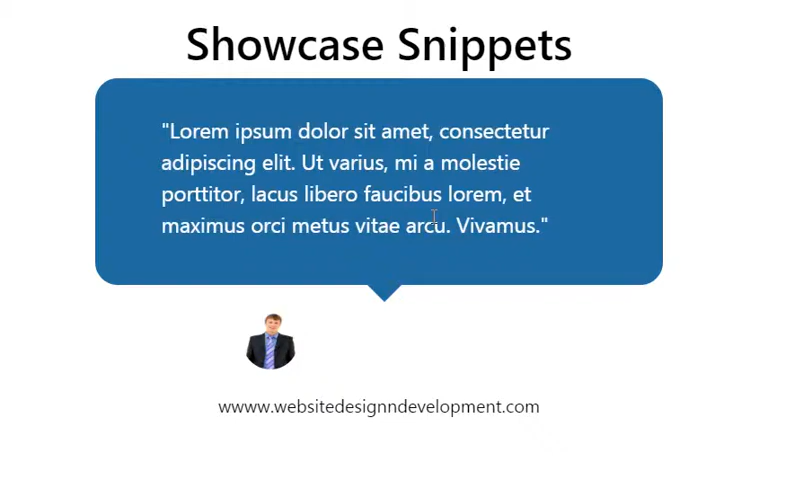 Showcase Snippets
"Lorem ipsum dolor sit amet, consectetur
adipiscing elit. Ut varius, mi a molestie
porttitor, lacus libero faucibus lorem, et
maximus orci metus vitae arcu. Vivamus."
wwww.websitedesignndevelopment.com